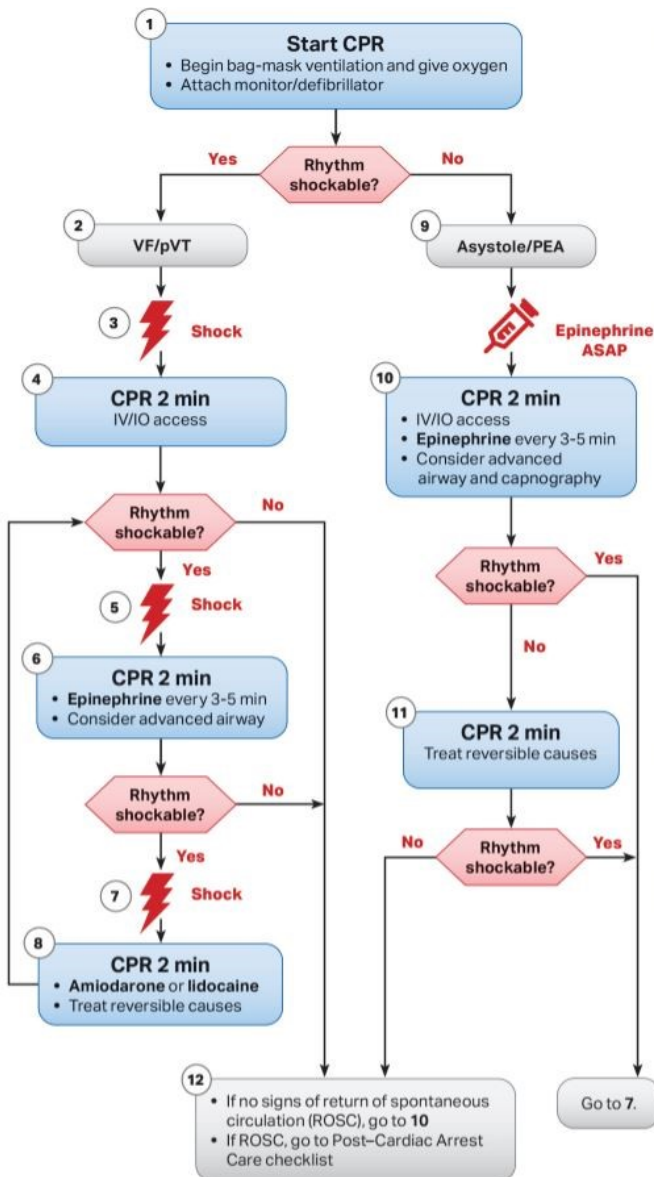 1
Start CPR
• Begin bag-mask ventilation and give oxygen
• Attach monitor/defibrillator
Yes
Rhythm
shockable?
No
2
VF/pVT
3
Shock
4
CPR 2 min
IV/IO access
Rhythm
shockable?
No
Yes
5
Shock
6
CPR 2 min
• Epinephrine every 3-5 min
• Consider advanced airway
Rhythm
shockable?
No
Yes
7
Shock
8
CPR 2 min
• Amiodarone or lidocaine
• Treat reversible causes
9
Asystole/PEA
Epinephrine
ASAP
10
CPR 2 min
• IV/IO access
• Epinephrine every 3-5 min
• Consider advanced
airway and capnography
Rhythm
shockable?
Yes
No
11
CPR 2 min
Treat reversible causes
No
Rhythm
shockable?
Yes
12
• If no signs of return of spontaneous
circulation (ROSC), go to 10
• If ROSC, go to Post–Cardiac Arrest
Care checklist
Go to 7.